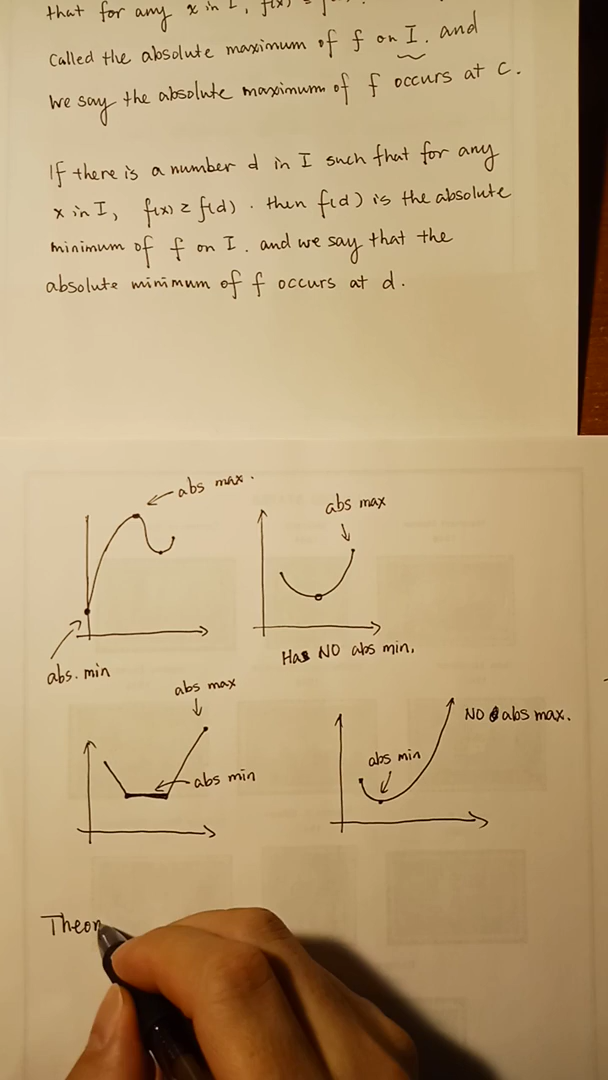 that for any x in I, f(x) =
called the absolute maximum of f on I. and
we say the absolute maximum of f occurs at c.
If there is a number d in I such that for any
x in I, f(x) ≥ f(d). then f(d) is the absolute
minimum of f on I. and we say that the
absolute minimum of f occurs at d.
abs max.
abs max
abs. min
Has NO abs min.
abs max
abs min
NO abs max.
abs min
Theor